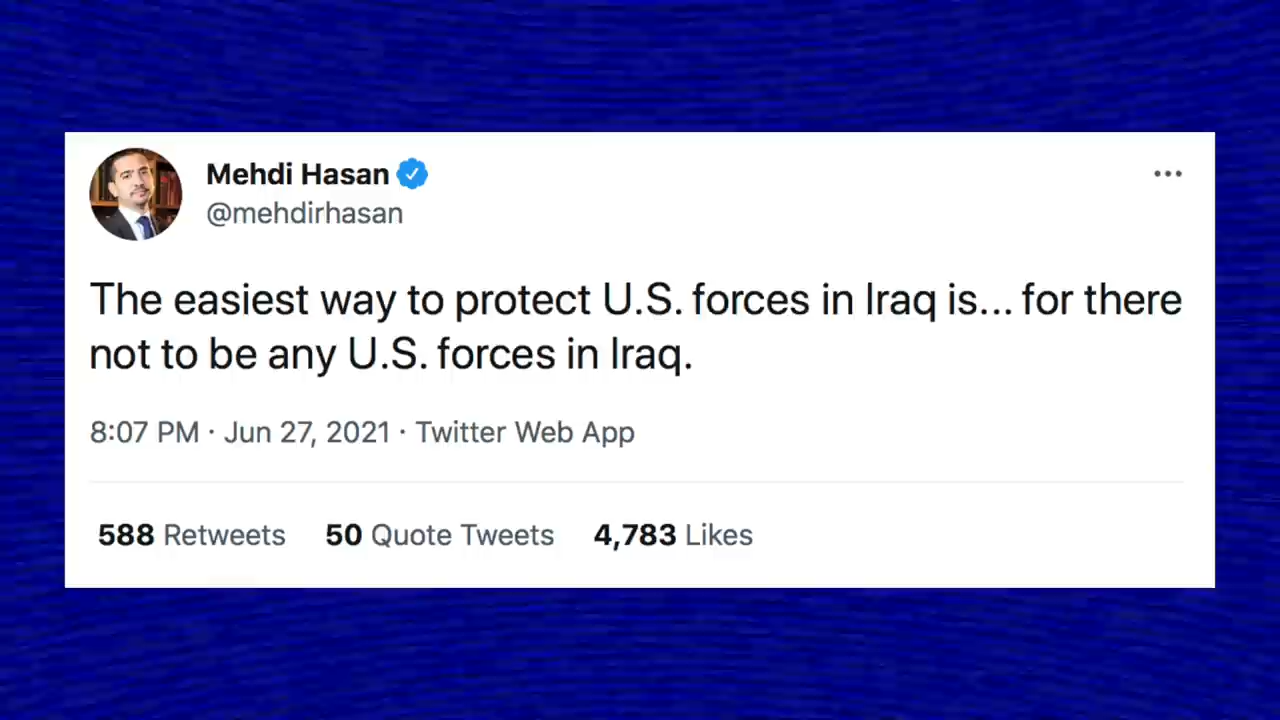 Mehdi Hasan
@mehdirhasan
The easiest way to protect U.S. forces in Iraq is... for there
not to be any U.S. forces in Iraq.
8:07 PM · Jun 27, 2021 · Twitter Web App
588 Retweets 50 Quote Tweets 4,783 Likes